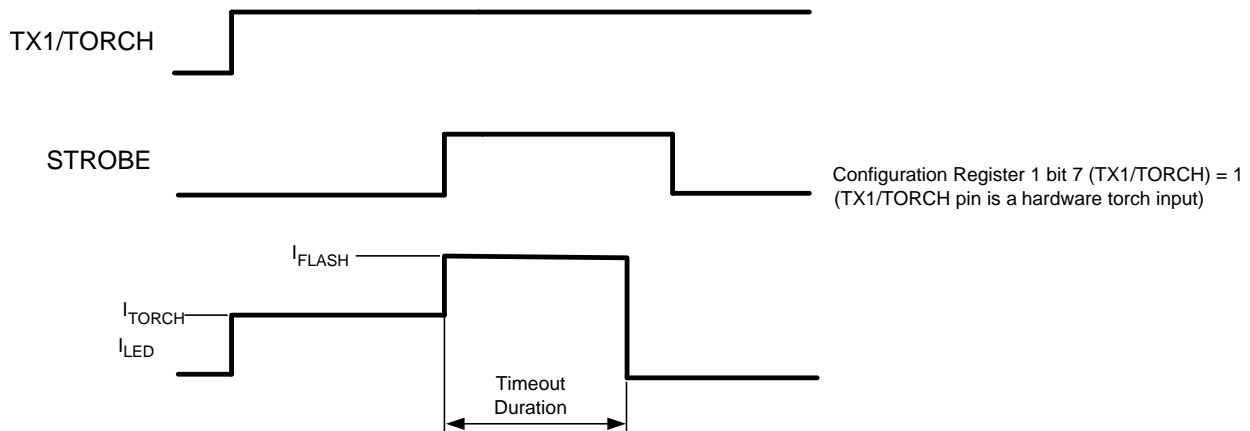 TX1/TORCH
STROBE
Configuration Register 1 bit 7 (TX1/TORCH) = 1
(TX1/TORCH pin is a hardware torch input)
IFLASH
ITORCH
ILED
Timeout
Duration